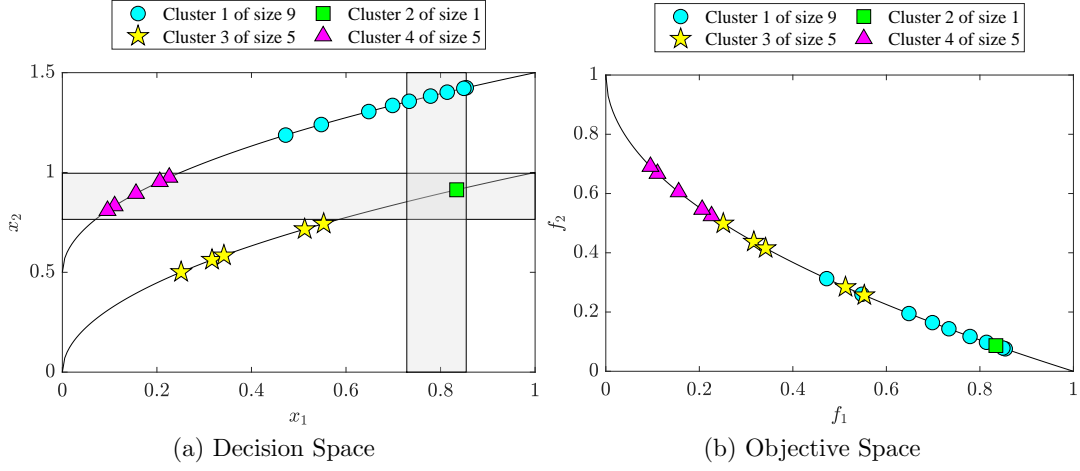 Cluster 1 of size 9 Cluster 2 of size 1
Cluster 3 of size 5 Cluster 4 of size 5
1.5
1
0.5
0
x₂
0 0.2 0.4 0.6 0.8 1
x₁
(a) Decision Space
Cluster 1 of size 9 Cluster 2 of size 1
Cluster 3 of size 5 Cluster 4 of size 5
1
0.8
0.6
0.4
0.2
0
f₂
0 0.2 0.4 0.6 0.8 1
f₁
(b) Objective Space